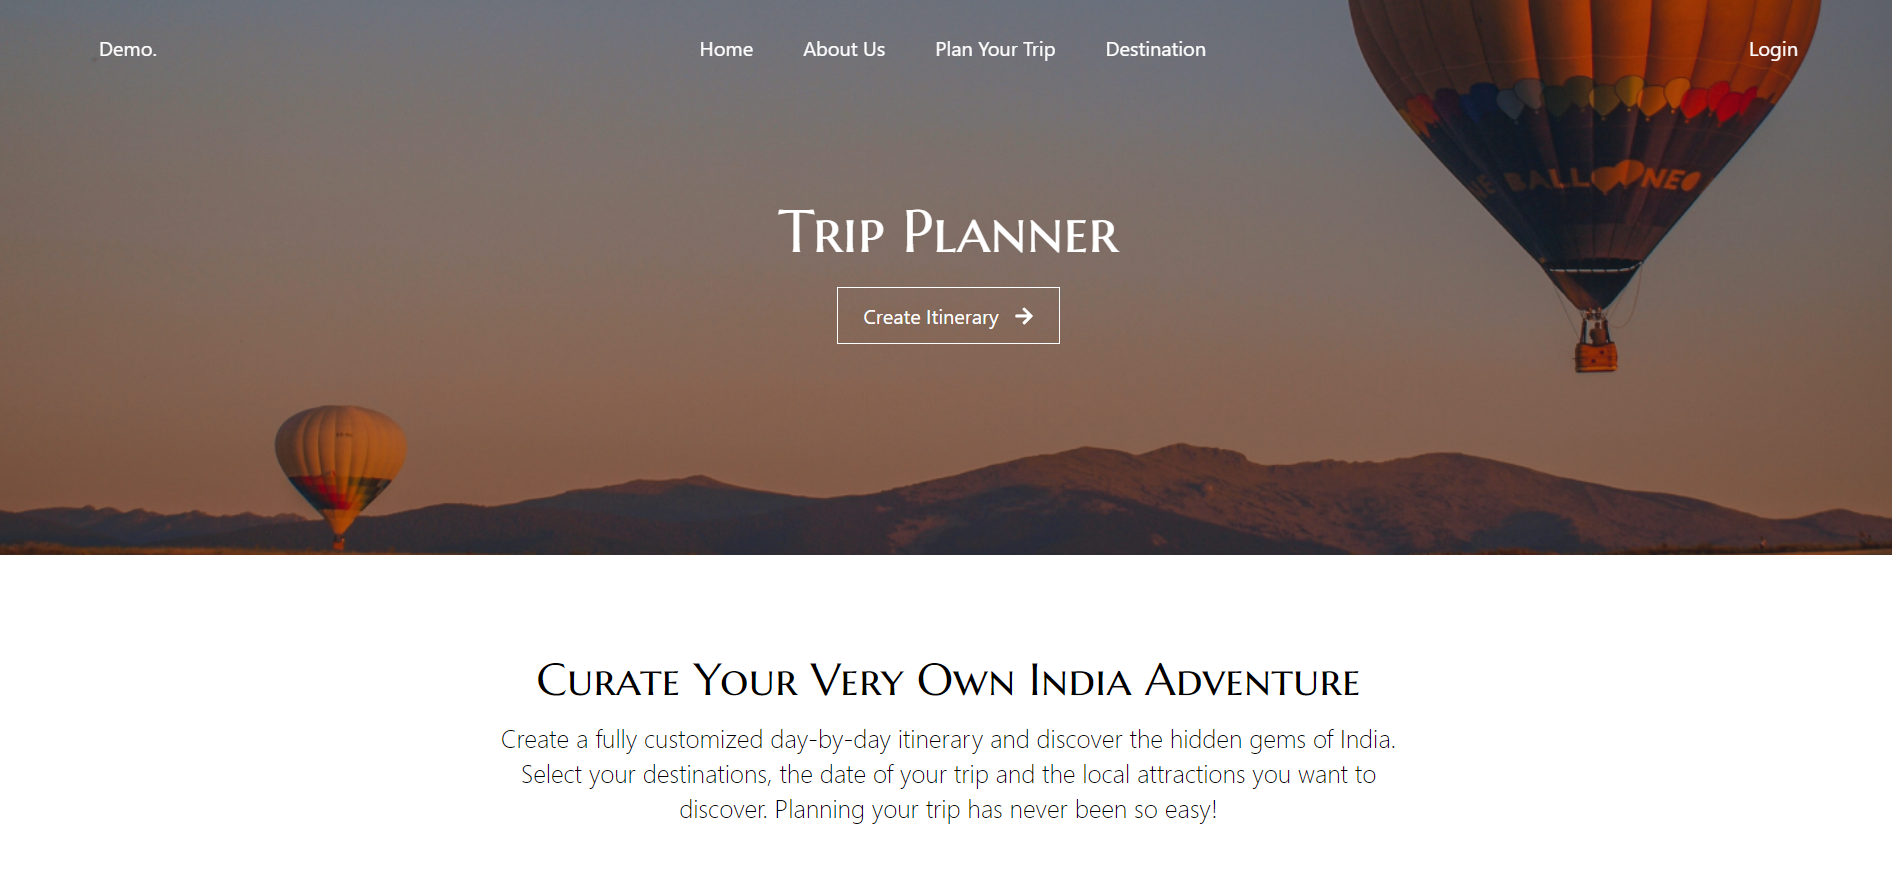 Demo.
Home
About Us
Plan Your Trip
Destination
Login
BALL NEO
Trip Planner
Create Itinerary
Curate Your Very Own India Adventure
Create a fully customized day-by-day itinerary and discover the hidden gems of India.
Select your destinations, the date of your trip and the local attractions you want to
discover. Planning your trip has never been so easy!